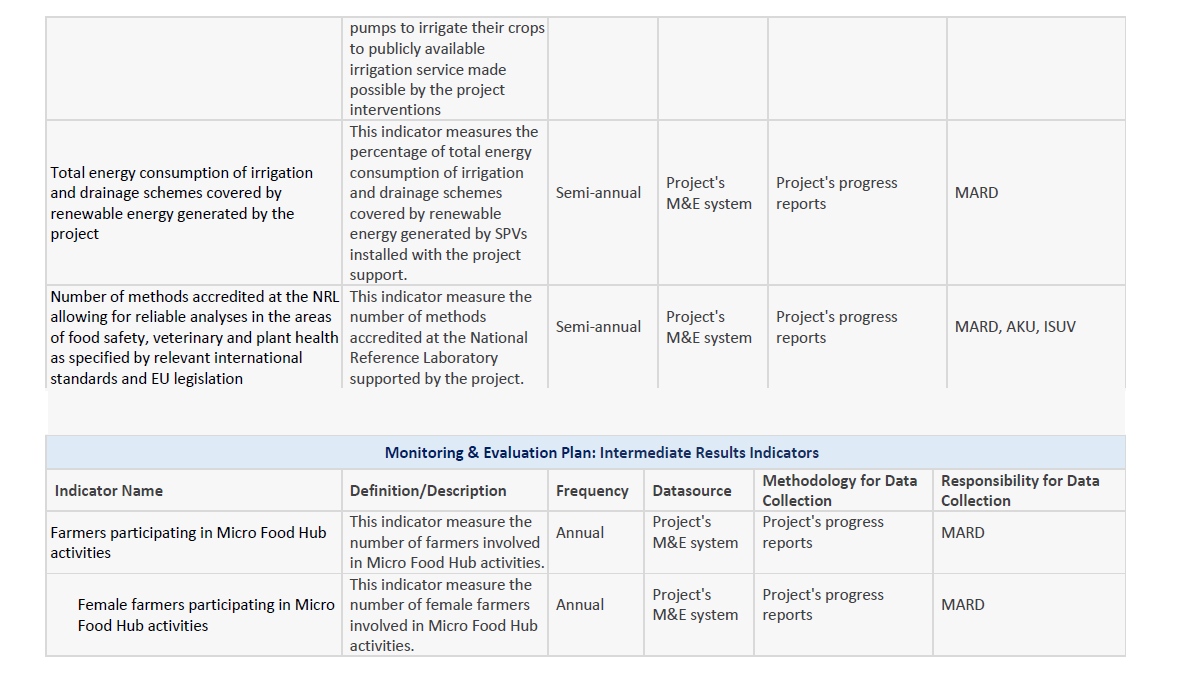 pumps to irrigate their crops
to publicly available
irrigation service made
possible by the project
interventions
Total energy consumption of irrigation
and drainage schemes covered by
renewable energy generated by the
project
This indicator measures the
percentage of total energy
consumption of irrigation
and drainage schemes
covered by renewable
energy generated by SPVs
installed with the project
support.
Semi-annual
Project's
M&E system
Project's progress
reports
MARD
Number of methods accredited at the NRL
allowing for reliable analyses in the areas
of food safety, veterinary and plant health
as specified by relevant international
standards and EU legislation
This indicator measure the
number of methods
accredited at the National
Reference Laboratory
supported by the project.
Semi-annual
Project's
M&E system
Project's progress
reports
MARD, AKU, ISUV
Monitoring & Evaluation Plan: Intermediate Results Indicators
Indicator Name
Definition/Description
Frequency
Datasource
Methodology for Data
Collection
Responsibility for Data
Collection
Farmers participating in Micro Food Hub
activities
This indicator measure the
number of farmers involved
in Micro Food Hub activities.
Annual
Project's
M&E system
Project's progress
reports
MARD
Female farmers participating in Micro
Food Hub activities
This indicator measure the
number of female farmers
involved in Micro Food Hub
activities.
Annual
Project's
M&E system
Project's progress
reports
MARD